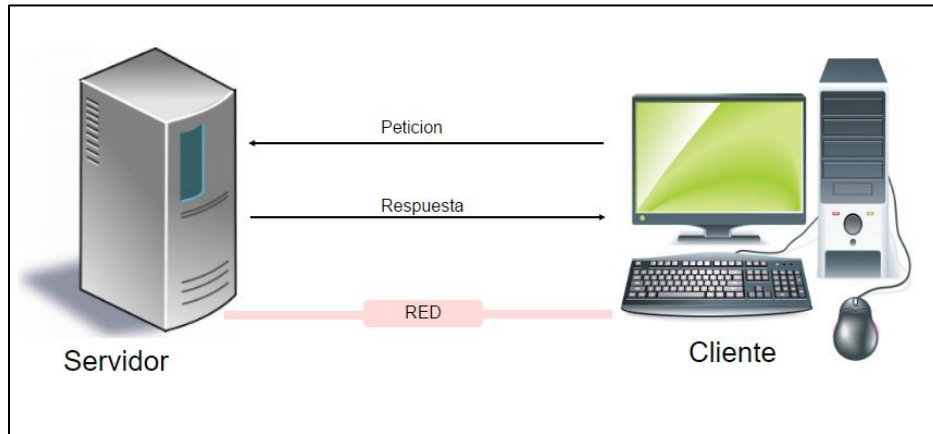 Peticion
Respuesta
RED
Servidor
Cliente